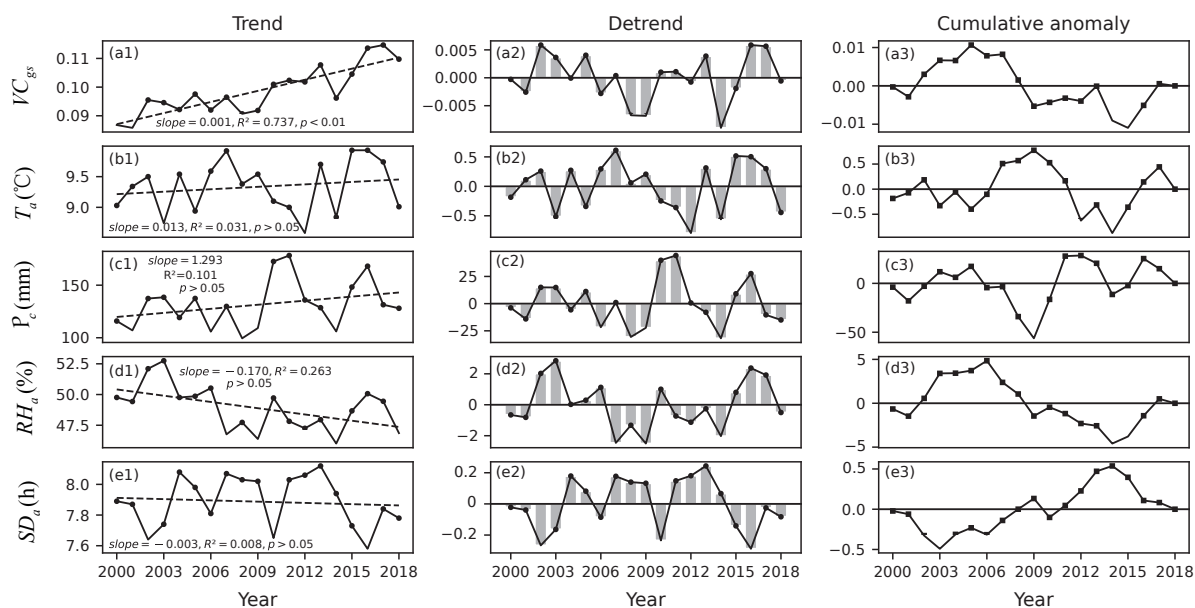 Trend Detrend Cumulative anomaly
(a1) (a2) (a3)
VC_gs
0.11
0.10
0.09
slope = 0.001, R² = 0.737, p < 0.01
0.005
0.000
−0.005
0.01
0.00
−0.01
(b1) (b2) (b3)
T_a(℃)
9.5
9.0
slope = 0.013, R² = 0.031, p > 0.05
0.5
0.0
−0.5
0.5
0.0
−0.5
(c1) (c2) (c3)
P_c(mm)
150
100
slope = 1.293
R²=0.101
p > 0.05
25
0
−25
0
−50
(d1) (d2) (d3)
RH_a(%)
52.5
50.0
47.5
slope = −0.170, R² = 0.263
p > 0.05
2
0
−2
5
0
−5
(e1) (e2) (e3)
SD_a(h)
8.0
7.8
7.6
slope = −0.003, R² = 0.008, p > 0.05
0.2
0.0
−0.2
0.5
0.0
−0.5
2000 2003 2006 2009 2012 2015 2018
2000 2003 2006 2009 2012 2015 2018
2000 2003 2006 2009 2012 2015 2018
Year Year Year